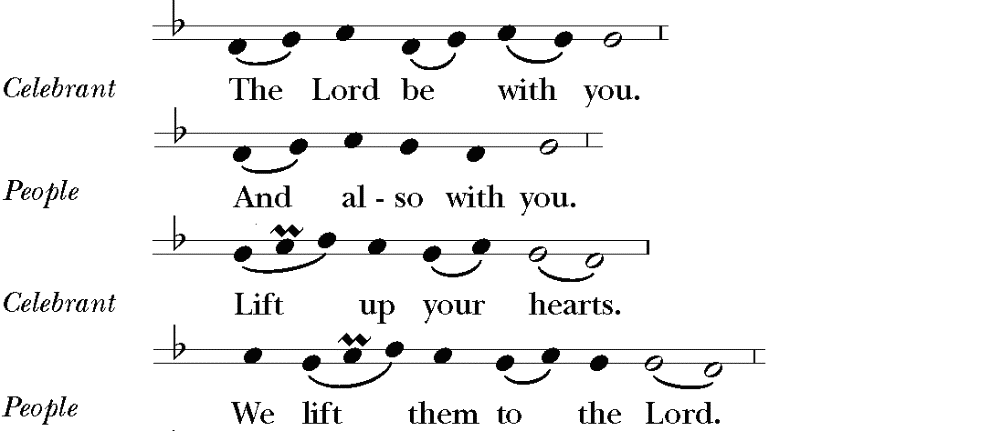 Celebrant The Lord be with you.
People And al - so with you.
Celebrant Lift up your hearts.
People We lift them to the Lord.